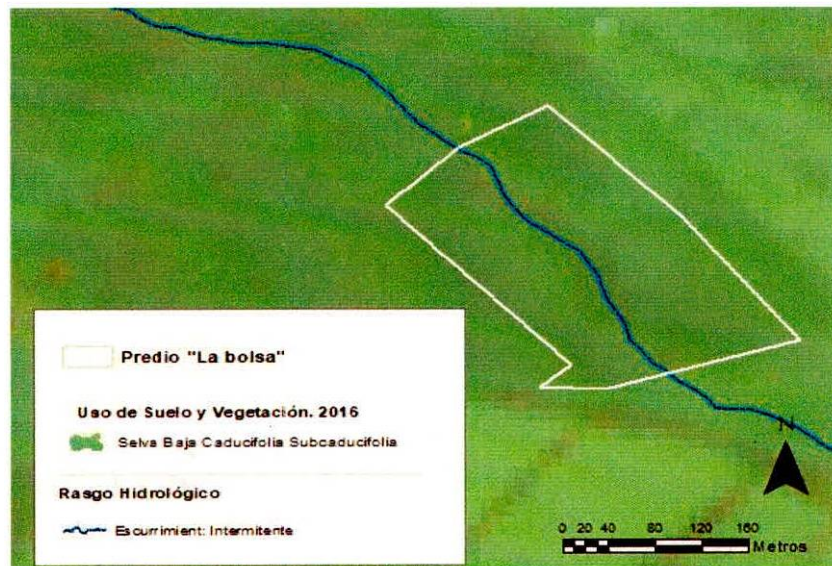 Predio "La bolsa"
Uso de Suelo y Vegetación. 2016
Selva Baja Caducifolia Subcaducifolia
Rasgo Hidrológico
Escurrimient: Intermitente
N
0 20 40 80 120 160
Metros